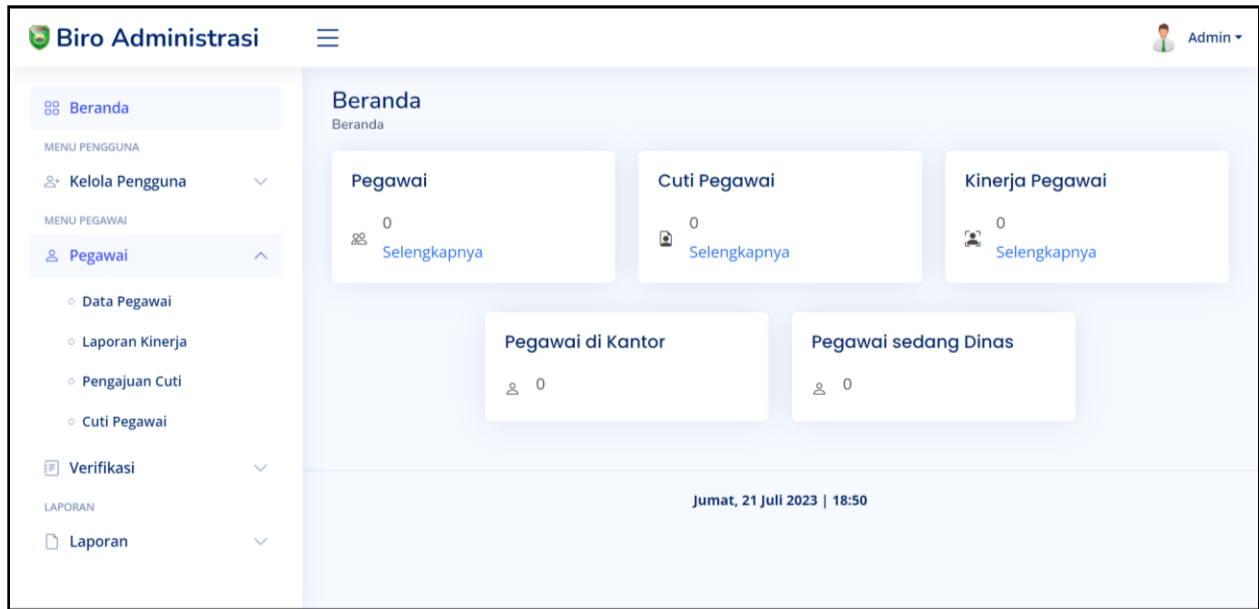 Biro Administrasi
Admin
Beranda
MENU PENGGUNA
Kelola Pengguna
MENU PEGAWAI
Pegawai
Data Pegawai
Laporan Kinerja
Pengajuan Cuti
Cuti Pegawai
Verifikasi
LAPORAN
Laporan
Beranda
Beranda
Pegawai
0
Selengkapnya
Cuti Pegawai
0
Selengkapnya
Kinerja Pegawai
0
Selengkapnya
Pegawai di Kantor
0
Pegawai sedang Dinas
0
Jumat, 21 Juli 2023 | 18:50